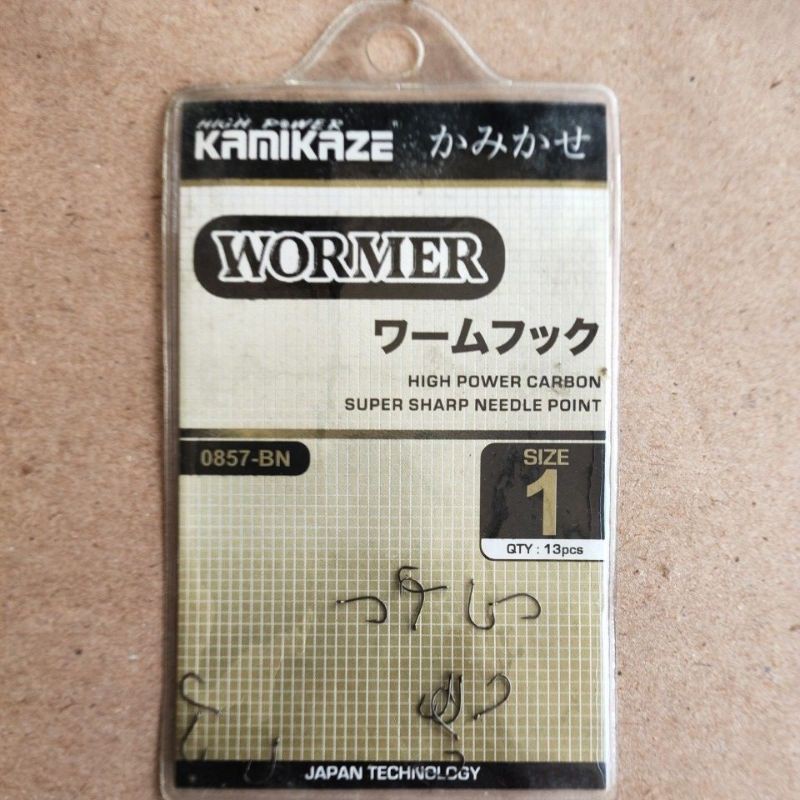 HIGH POWER
KAMIKAZE かみかせ
WORMER
ワームフック
HIGH POWER CARBON
SUPER SHARP NEEDLE POINT
0857-BN
SIZE
1
QTY : 13pcs
JAPAN TECHNOLOGY